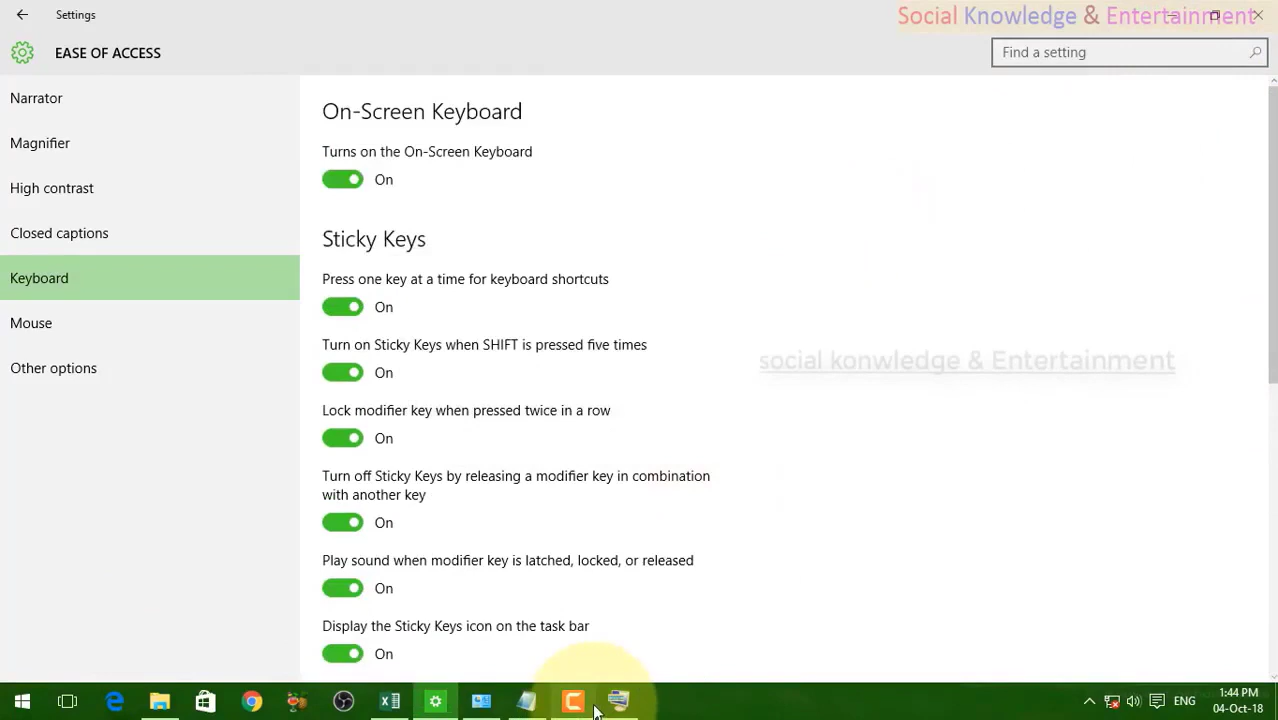 Settings
Social Knowledge & Entertainment
EASE OF ACCESS
Find a setting
Narrator
Magnifier
High contrast
Closed captions
Keyboard
Mouse
Other options
On-Screen Keyboard
Turns on the On-Screen Keyboard
On
Sticky Keys
Press one key at a time for keyboard shortcuts
On
Turn on Sticky Keys when SHIFT is pressed five times
On
social konwledge & Entertainment
Lock modifier key when pressed twice in a row
On
Turn off Sticky Keys by releasing a modifier key in combination
with another key
On
Play sound when modifier key is latched, locked, or released
On
Display the Sticky Keys icon on the task bar
On
ENG
1:44 PM
04-Oct-18